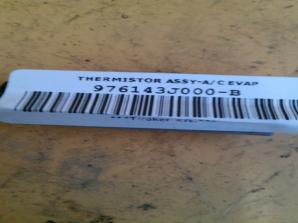 THERMISTOR ASSY-A/C EVAP
976143J000-B